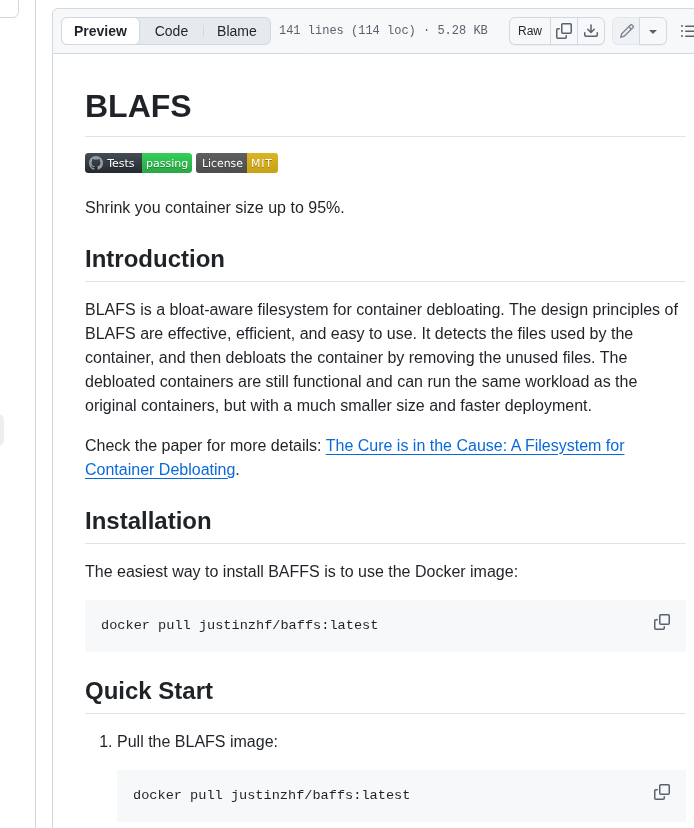 Preview Code Blame 141 lines (114 loc) · 5.28 KB Raw
BLAFS
Tests passing License MIT
Shrink you container size up to 95%.
Introduction
BLAFS is a bloat-aware filesystem for container debloating. The design principles of
BLAFS are effective, efficient, and easy to use. It detects the files used by the
container, and then debloats the container by removing the unused files. The
debloated containers are still functional and can run the same workload as the
original containers, but with a much smaller size and faster deployment.
Check the paper for more details: The Cure is in the Cause: A Filesystem for
Container Debloating.
Installation
The easiest way to install BAFFS is to use the Docker image:
docker pull justinzhf/baffs:latest
Quick Start
1. Pull the BLAFS image:
docker pull justinzhf/baffs:latest